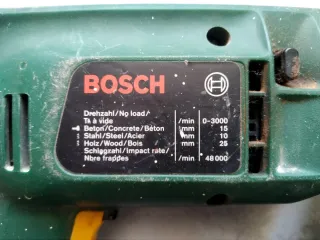 BOSCH
Drehzahl/No load/
Tr à vide /min 0-3000
Beton/Concrete/Béton mm 15
Stahl/Steel/Acier mm 10
Holz/Wood/Bois mm 25
Schlagzahl/Impact rate/
Nbre frappes /min 48000